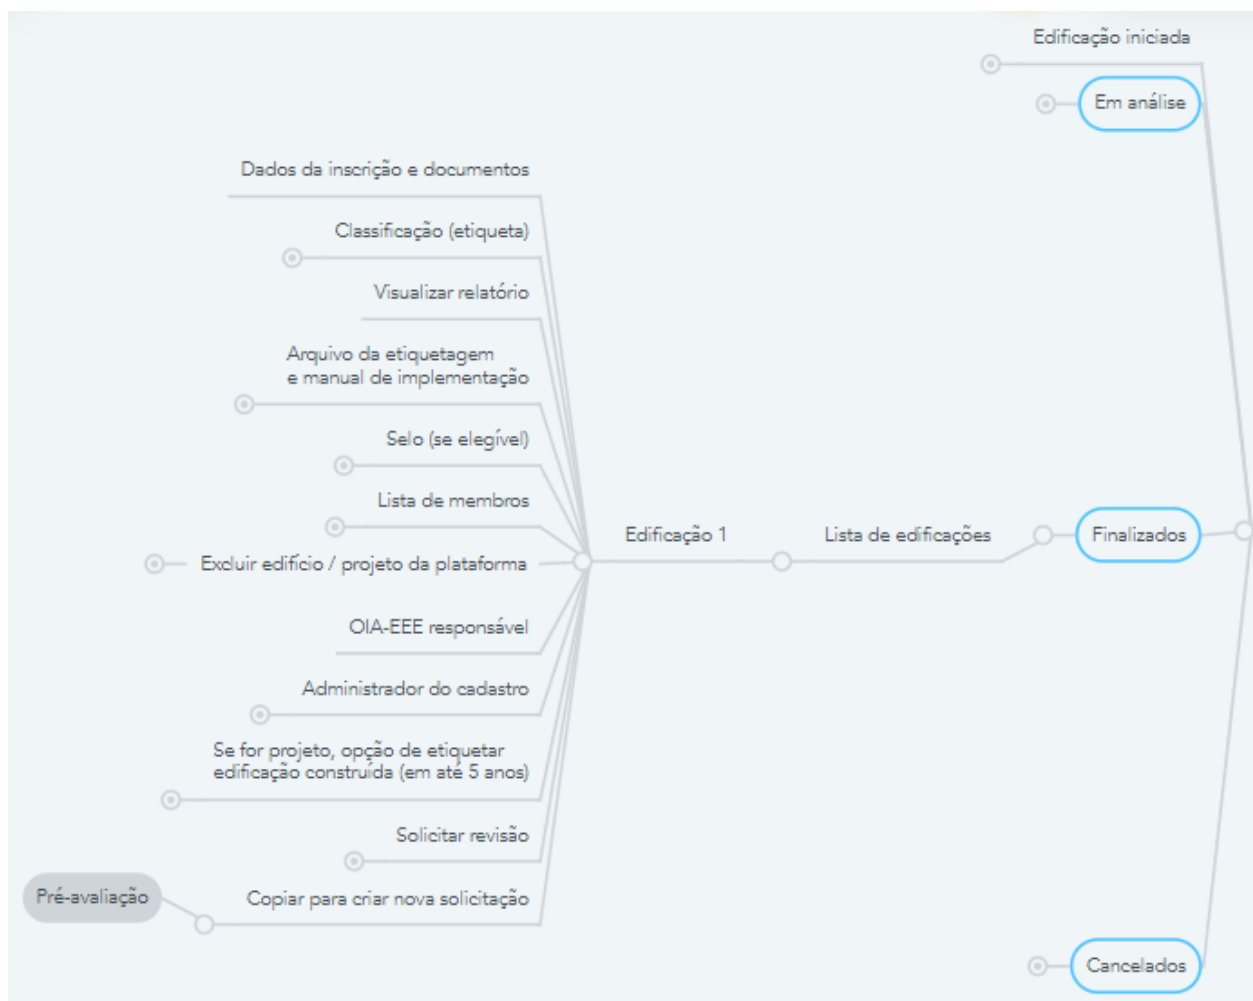 Edificação iniciada
Em análise
Dados da inscrição e documentos
Classificação (etiqueta)
Visualizar relatório
Arquivo da etiquetagem
e manual de implementação
Selo (se elegível)
Lista de membros
Edificação 1
Lista de edificações
Finalizados
Excluir edifício / projeto da plataforma
OIA-EEE responsável
Administrador do cadastro
Se for projeto, opção de etiquetar
edificação construída (em até 5 anos)
Solicitar revisão
Pré-avaliação
Copiar para criar nova solicitação
Cancelados